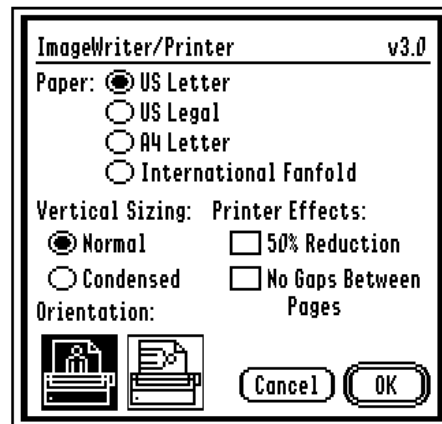 ImageWriter/Printer v3.0
Paper: US Letter
US Legal
A4 Letter
International Fanfold
Vertical Sizing: Printer Effects:
Normal 50% Reduction
Condensed No Gaps Between
Pages
Orientation:
Cancel OK